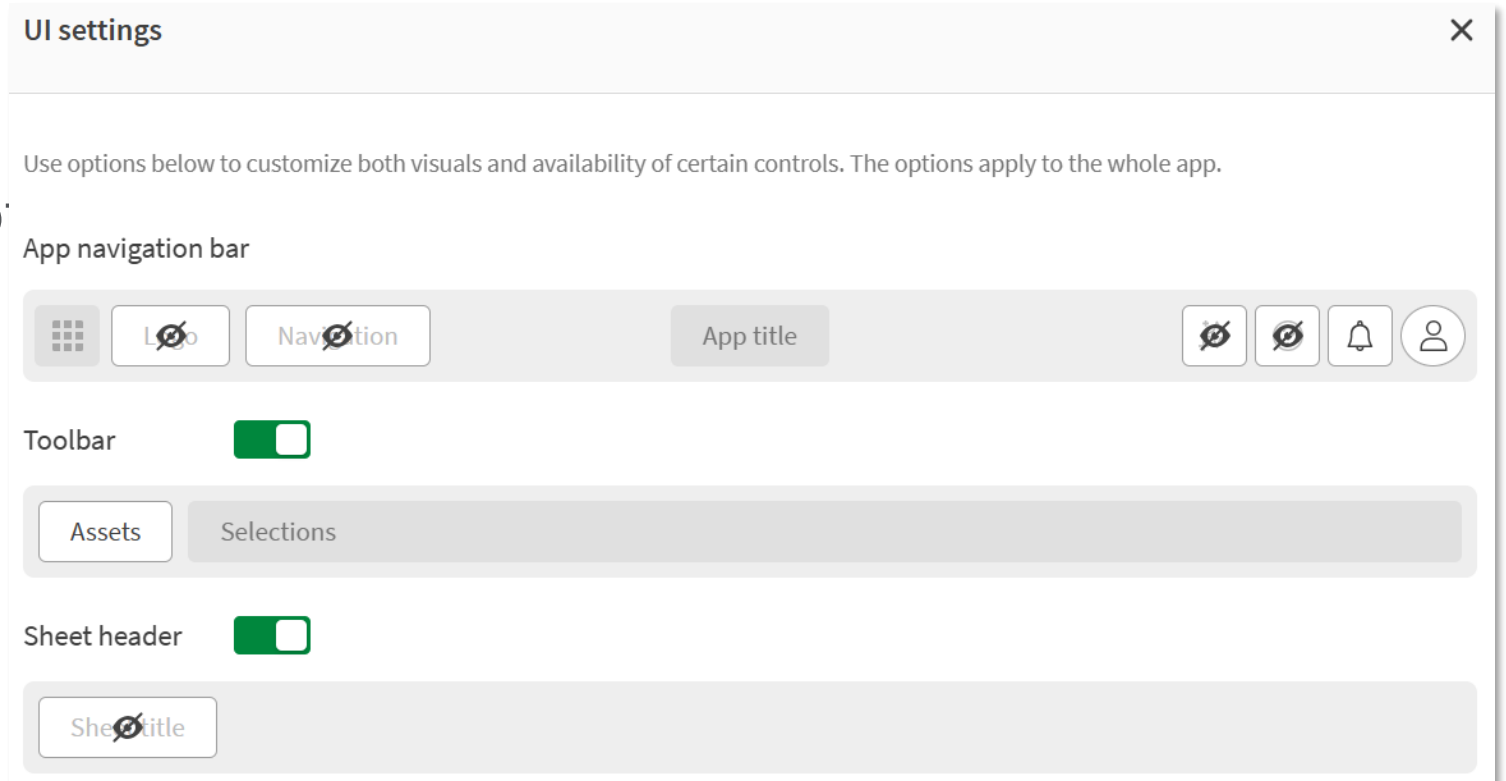 UI settings
Use options below to customize both visuals and availability of certain controls. The options apply to the whole app.
App navigation bar
App title
Toolbar
Assets
Selections
Sheet header